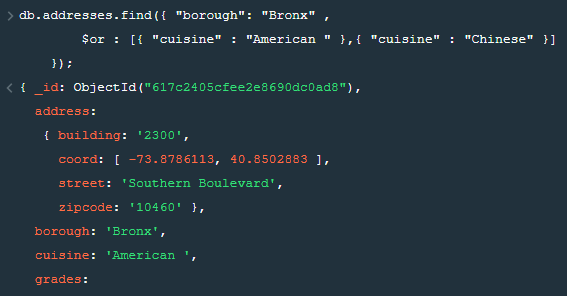 > db.addresses.find({ "borough": "Bronx" ,
$or : [{ "cuisine" : "American " },{ "cuisine" : "Chinese" }]
});
< { _id: ObjectId("617c2405cfee2e8690dc0ad8"),
address:
{ building: '2300',
coord: [ -73.8786113, 40.8502883 ],
street: 'Southern Boulevard',
zipcode: '10460' },
borough: 'Bronx',
cuisine: 'American ',
grades: